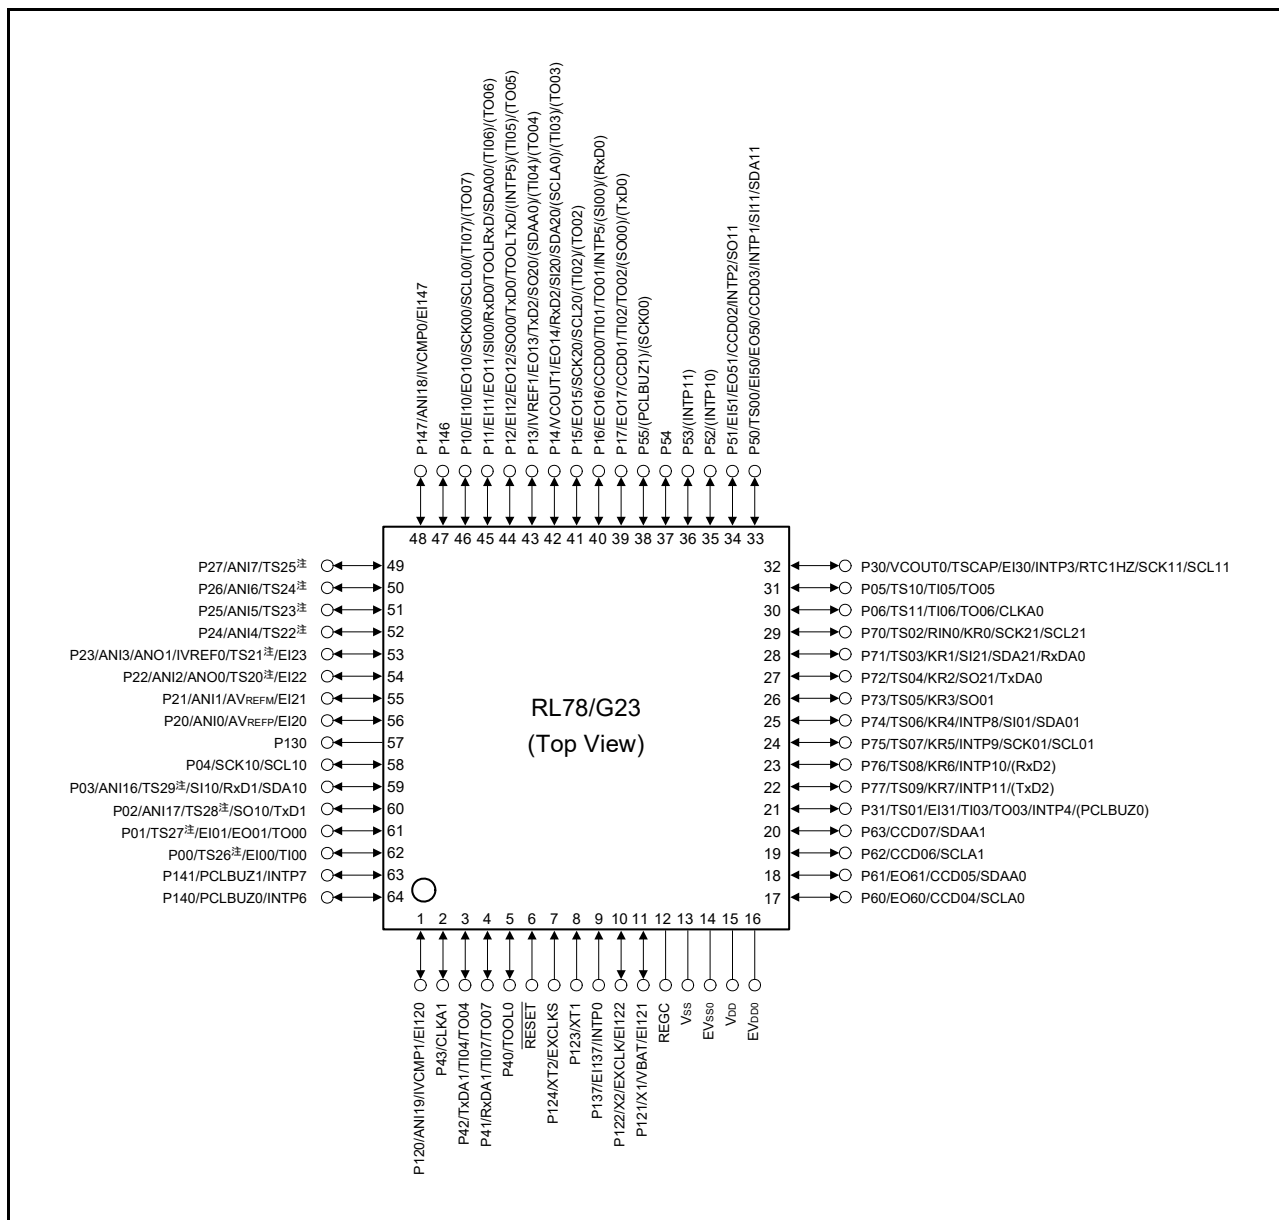 P147/ANI18/IVCMP0/EI147
P146
P10/EI10/EO10/SCK00/SCL00/(TI07)/(TO07)
P11/EI11/EO11/SI00/RxD0/TOOLRxD/SDA00/(TI06)/(TO06)
P12/EI12/EO12/SO00/TxD0/TOOLTxD/(INTP5)/(TI05)/(TO05)
P13/IVREF1/EO13/TxD2/SO20/(SDAA0)/(TI04)/(TO04)
P14/VCOUT1/EO14/RxD2/SI20/SDA20/(SCLA0)/(TI03)/(TO03)
P15/EO15/SCK20/SCL20/(TI02)/(TO02)
P16/EO16/CCD00/TI01/TO01/INTP5/(SI00)/(RxD0)
P17/EO17/CCD01/TI02/TO02/(SO00)/(TxD0)
P55/(PCLBUZ1)/(SCK00)
P54
P53/(INTP11)
P52/(INTP10)
P51/EI51/EO51/CCD02/INTP2/SO11
P50/TS00/EI50/EO50/CCD03/INTP1/SI11/SDA11
48 47 46 45 44 43 42 41 40 39 38 37 36 35 34 33
P27/ANI7/TS25注 49
P26/ANI6/TS24注 50
P25/ANI5/TS23注 51
P24/ANI4/TS22注 52
P23/ANI3/ANO1/IVREF0/TS21注/EI23 53
P22/ANI2/ANO0/TS20注/EI22 54
P21/ANI1/AVREFM/EI21 55
P20/ANI0/AVREFP/EI20 56
P130 57
P04/SCK10/SCL10 58
P03/ANI16/TS29注/SI10/RxD1/SDA10 59
P02/ANI17/TS28注/SO10/TxD1 60
P01/TS27注/EI01/EO01/TO00 61
P00/TS26注/EI00/TI00 62
P141/PCLBUZ1/INTP7 63
P140/PCLBUZ0/INTP6 64
RL78/G23
(Top View)
32 P30/VCOUT0/TSCAP/EI30/INTP3/RTC1HZ/SCK11/SCL11
31 P05/TS10/TI05/TO05
30 P06/TS11/TI06/TO06/CLKA0
29 P70/TS02/RIN0/KR0/SCK21/SCL21
28 P71/TS03/KR1/SI21/SDA21/RxDA0
27 P72/TS04/KR2/SO21/TxDA0
26 P73/TS05/KR3/SO01
25 P74/TS06/KR4/INTP8/SI01/SDA01
24 P75/TS07/KR5/INTP9/SCK01/SCL01
23 P76/TS08/KR6/INTP10/(RxD2)
22 P77/TS09/KR7/INTP11/(TxD2)
21 P31/TS01/EI31/TI03/TO03/INTP4/(PCLBUZ0)
20 P63/CCD07/SDAA1
19 P62/CCD06/SCLA1
18 P61/EO61/CCD05/SDAA0
17 P60/EO60/CCD04/SCLA0
1 2 3 4 5 6 7 8 9 10 11 12 13 14 15 16
P120/ANI19/IVCMP1/EI120
P43/CLKA1
P42/TxDA1/TI04/TO04
P41/RxDA1/TI07/TO07
P40/TOOL0
RESET
P124/XT2/EXCLKS
P123/XT1
P137/EI137/INTP0
P122/X2/EXCLK/EI122
P121/X1/VBAT/EI121
REGC
VSS
EVSS0
VDD
EVDD0